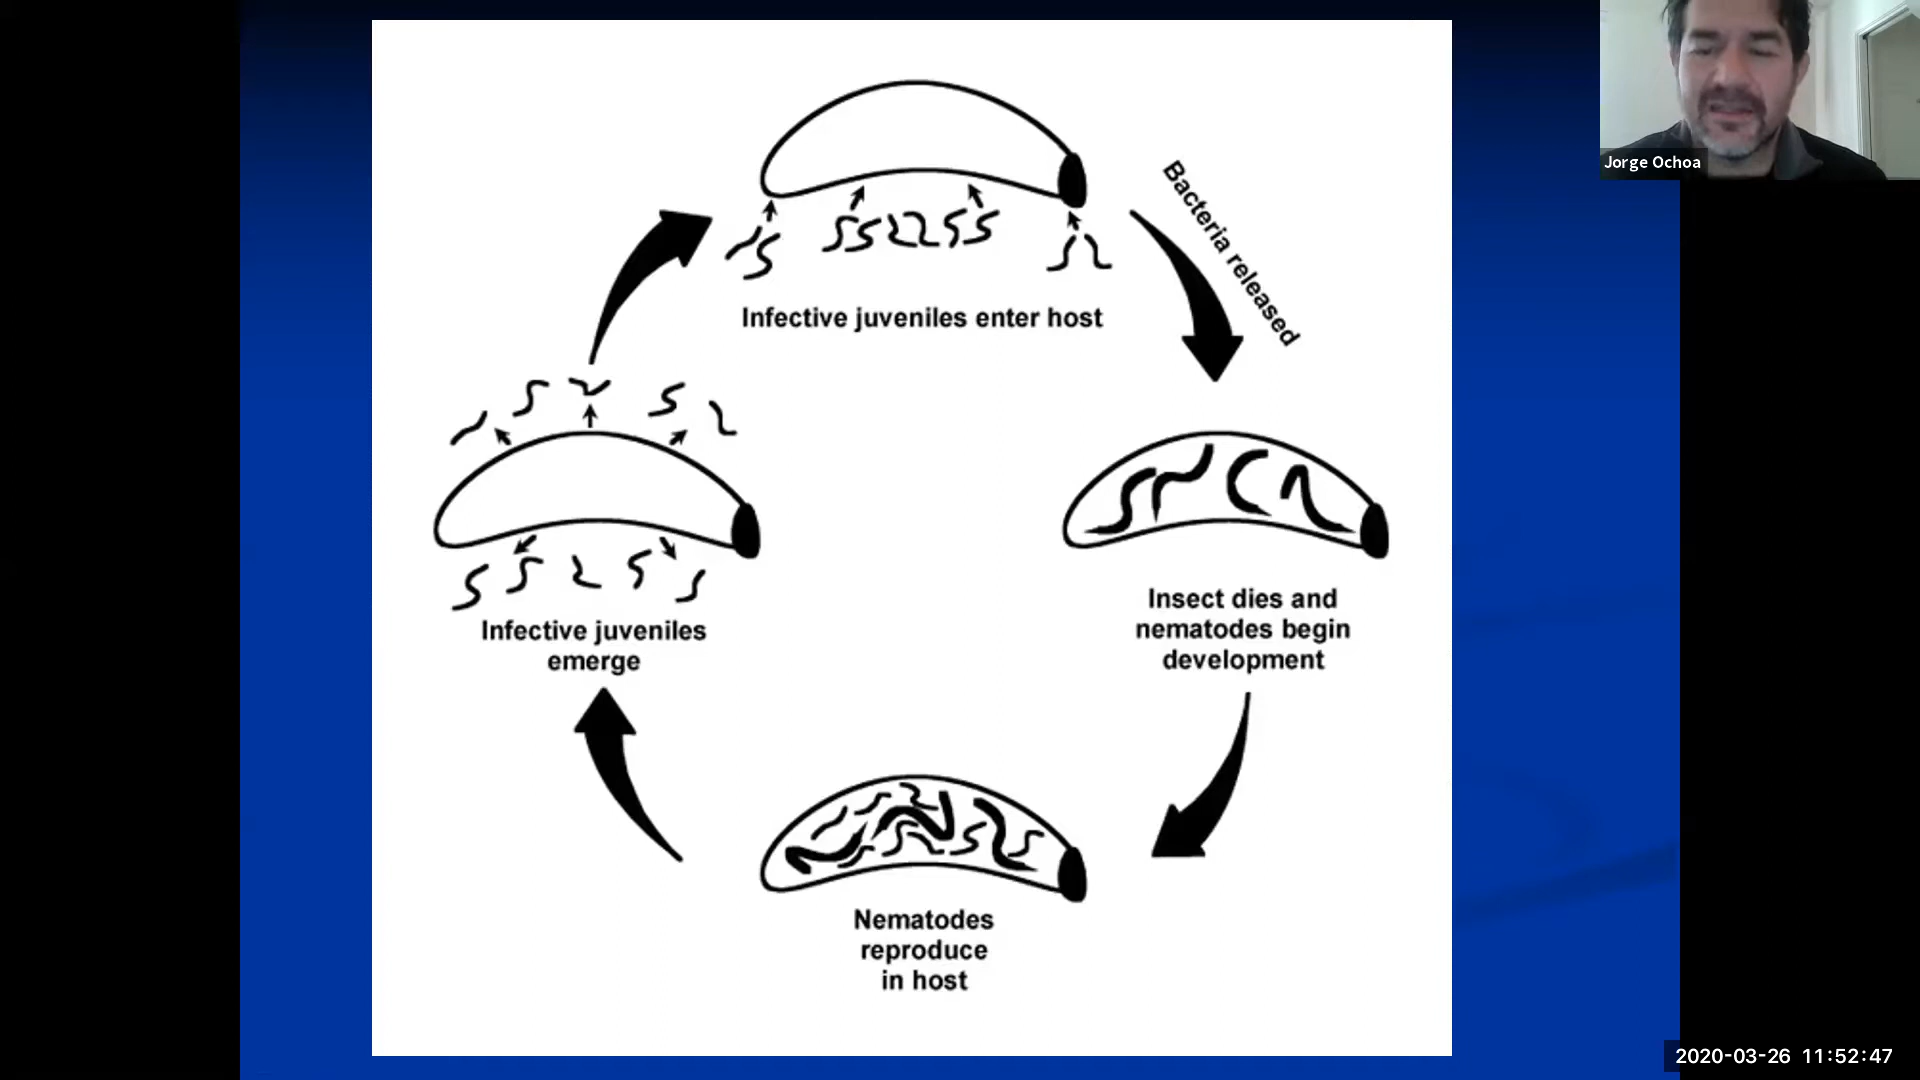 Jorge Ochoa
Bacteria released
Infective juveniles enter host
Insect dies and
nematodes begin
development
Nematodes
reproduce
in host
Infective juveniles
emerge
2020-03-26 11:52:47